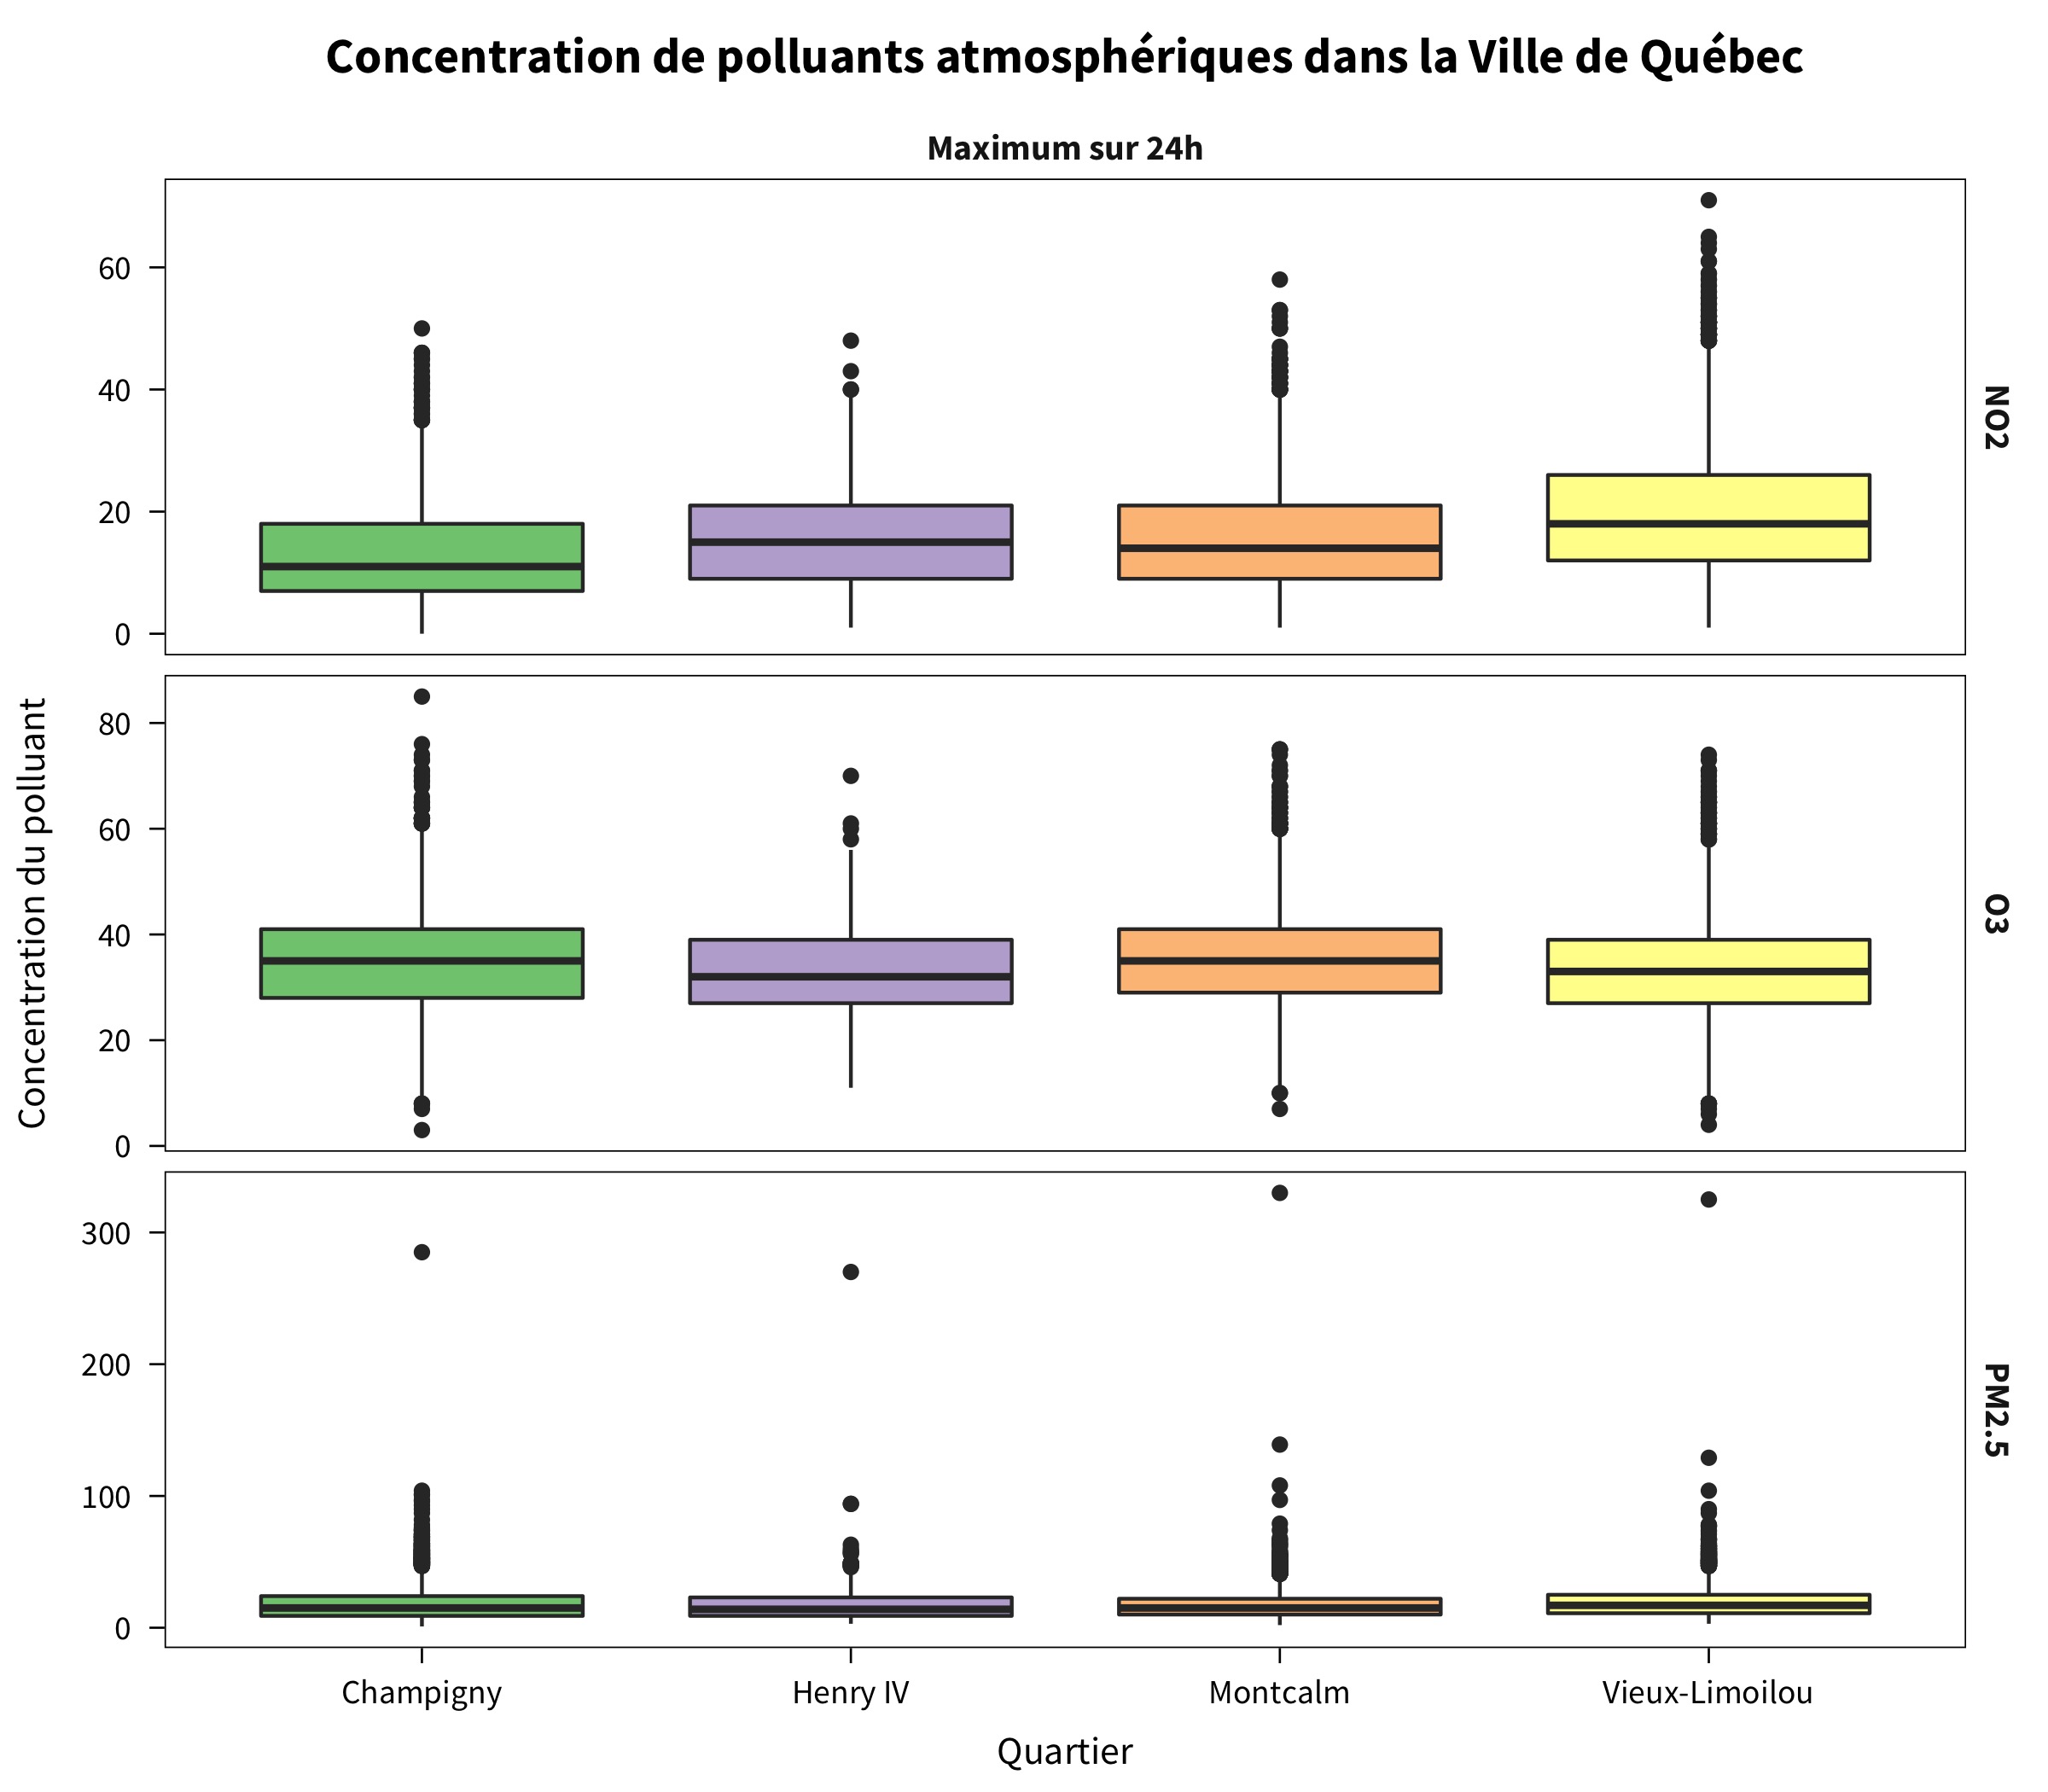 Concentration de polluants atmosphériques dans la Ville de Québec
Maximum sur 24h
60
40
20
0
NO2
Concentration du polluant
80
60
40
20
0
O3
300
200
100
0
PM2.5
Champigny
Henry IV
Montcalm
Vieux-Limoilou
Quartier